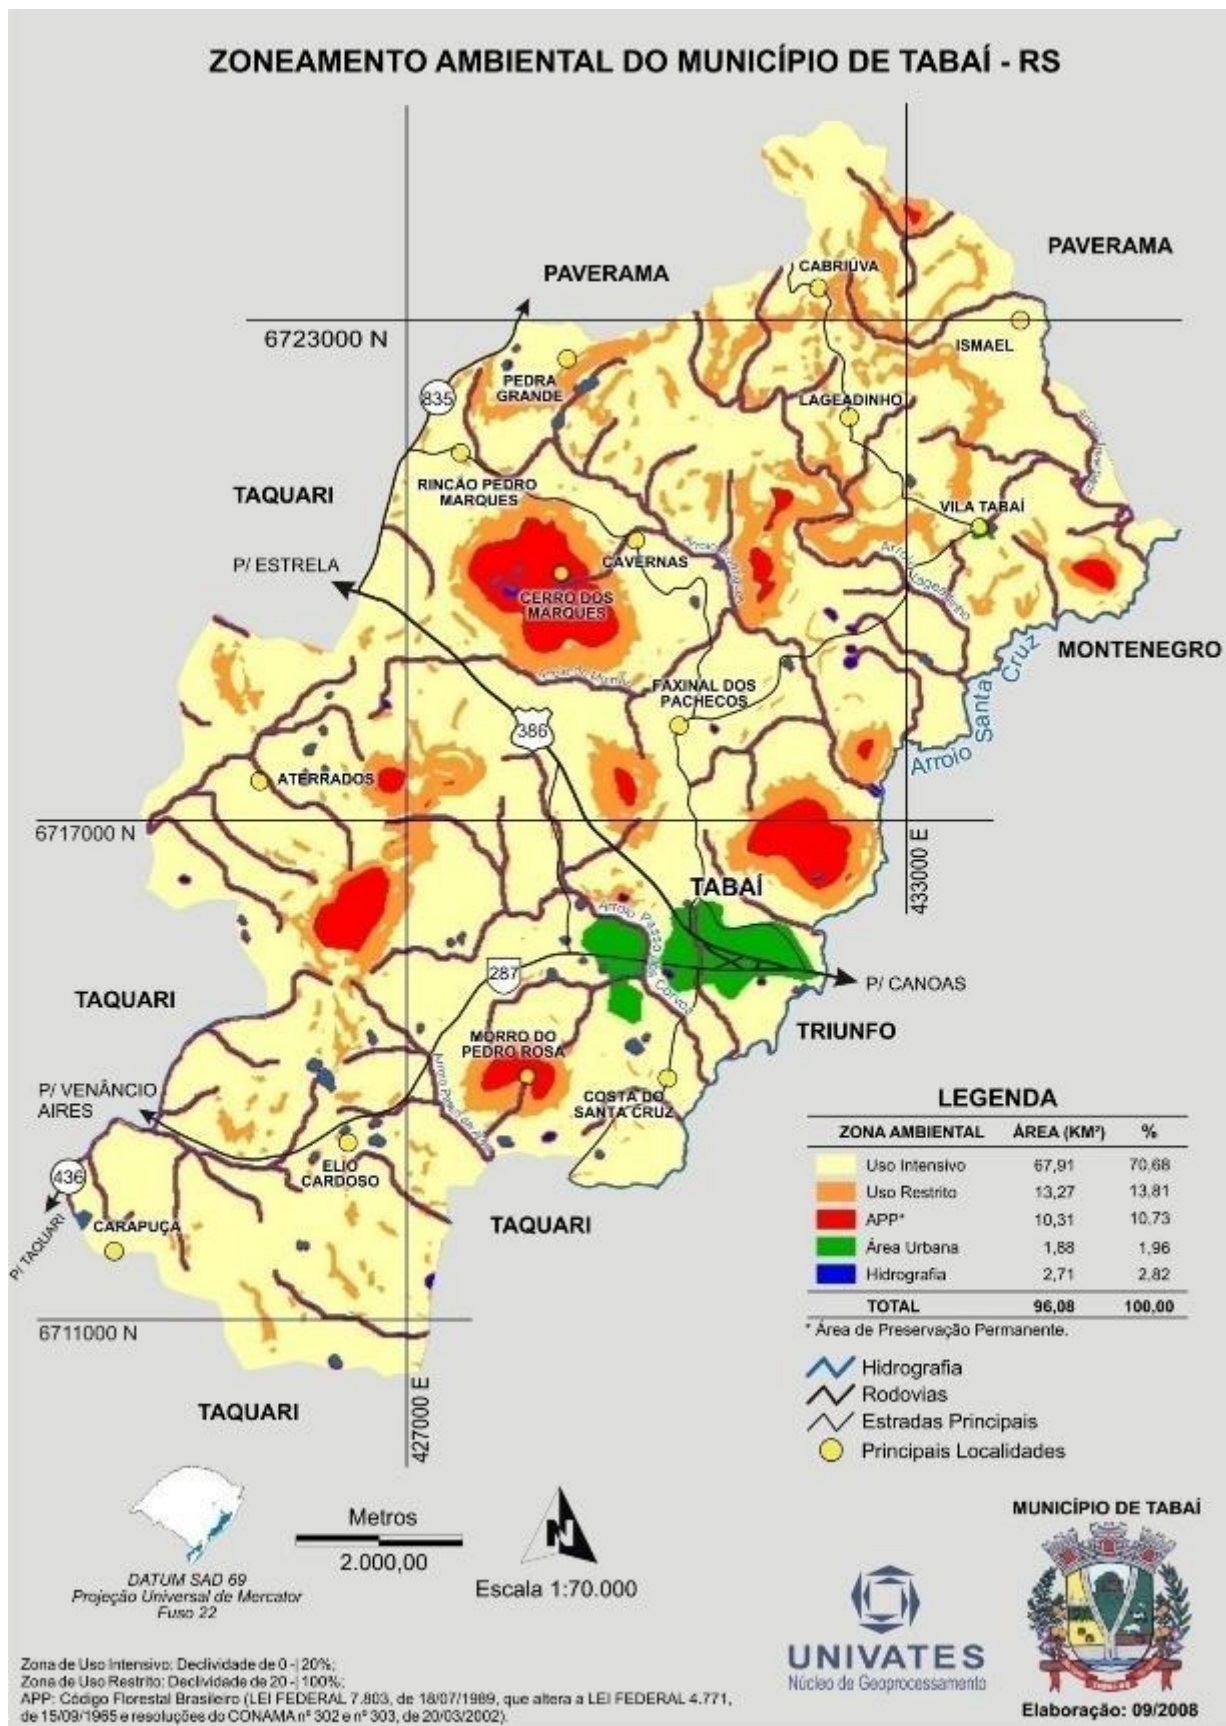 ZONEAMENTO AMBIENTAL DO MUNICÍPIO DE TABAÍ - RS
PAVERAMA
PAVERAMA
CABRIÚVA
6723000 N
ISMAEL
PEDRA
GRANDE
835
LAGEADINHO
TAQUARI
RINCÃO PEDRO
MARQUES
VILA TABAÍ
P/ ESTRELA
CAVERNAS
CERRO DOS
MARQUES
Arroio Lageadinho
MONTENEGRO
Arroio Santa Cruz
FAXINAL DOS
PACHECOS
386
ATERRADOS
6717000 N
433000 E
TABAÍ
Arroio Passo dos Corvos
287
P/ CANOAS
TAQUARI
TRIUNFO
MORRO DO
PEDRO ROSA
P/ VENÂNCIO
AIRES
COSTA DO
SANTA CRUZ
436
ELIO
CARDOSO
P/ TAQUARI
CARAPUÇA
TAQUARI
6711000 N
TAQUARI
427000 E
LEGENDA
ZONA AMBIENTAL ÁREA (KM²) %
Uso Intensivo 67,91 70,68
Uso Restrito 13,27 13,81
APP* 10,31 10,73
Área Urbana 1,88 1,96
Hidrografia 2,71 2,82
TOTAL 96,08 100,00
* Área de Preservação Permanente.
Hidrografia
Rodovias
Estradas Principais
Principais Localidades
Metros
2.000,00
N
Escala 1:70.000
DATUM SAD 69
Projeção Universal de Mercator
Fuso 22
MUNICÍPIO DE TABAÍ
UNIVATES
Núcleo de Geoprocessamento
Elaboração: 09/2008
Zona de Uso Intensivo: Declividade de 0 -| 20%;
Zona de Uso Restrito: Declividade de 20 -| 100%;
APP: Código Florestal Brasileiro (LEI FEDERAL 7.803, de 18/07/1989, que altera a LEI FEDERAL 4.771,
de 15/09/1965 e resoluções do CONAMA nº 302 e nº 303, de 20/03/2002).